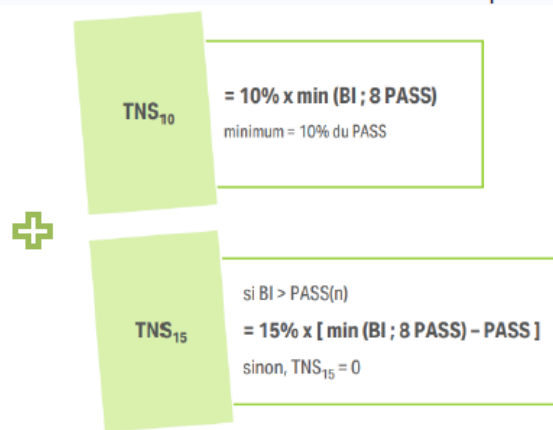 TNS₁₀
= 10% x min (BI ; 8 PASS)
minimum = 10% du PASS
TNS₁₅
si BI > PASS(n)
= 15% x [ min (BI ; 8 PASS) – PASS ]
sinon, TNS₁₅ = 0